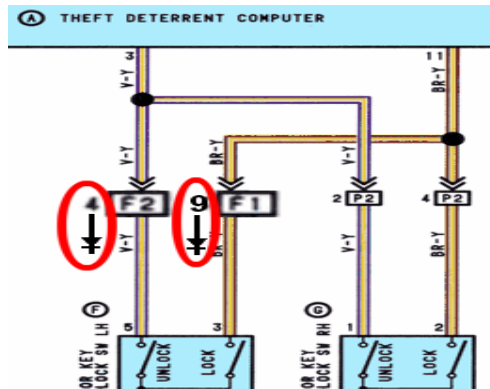 A THEFT DETERRENT COMPUTER
3 11
V-Y BR-Y
V-Y BR-Y V-Y
4 F2 9 F1 2 P2 4 P2
V-Y BR-Y V-Y BR-Y
F G
5 3 1 2
OR KEY
LOCK SW LH
UNLOCK
LOCK
OR KEY
LOCK SW RH
UNLOCK
LOCK